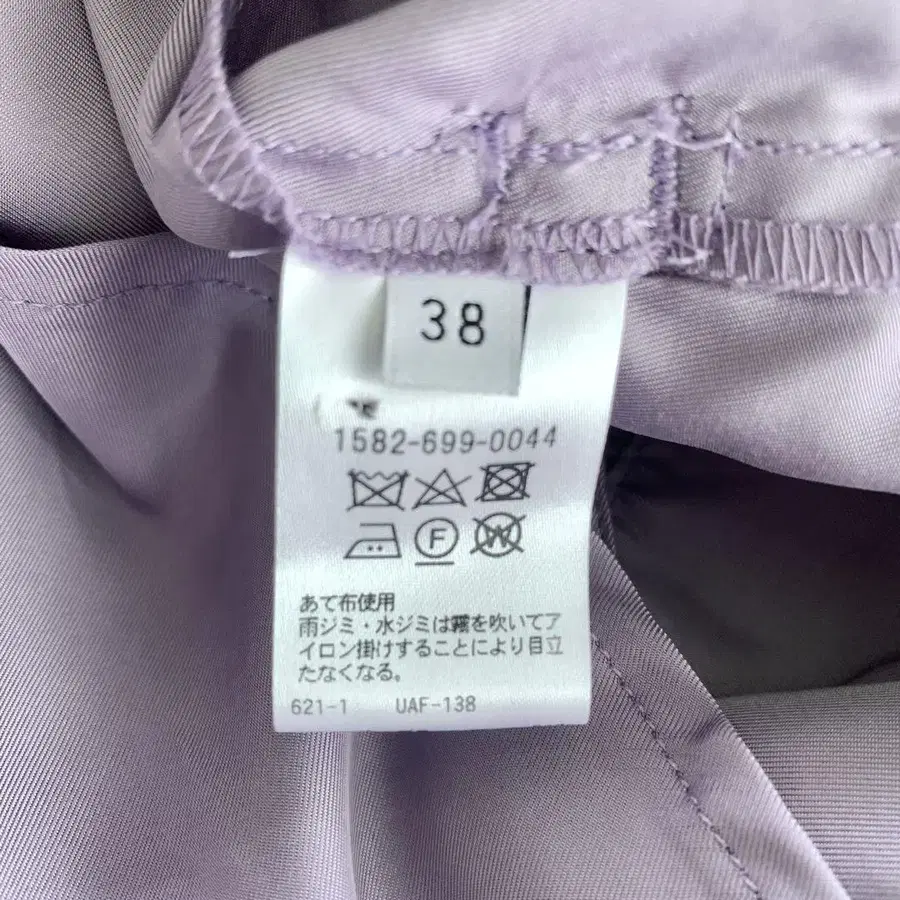 38
1582-699-0044
F
W
あて布使用
雨ジミ・水ジミは霧を吹いてア
イロン掛けすることにより目立
たなくなる。
621-1 UAF-138